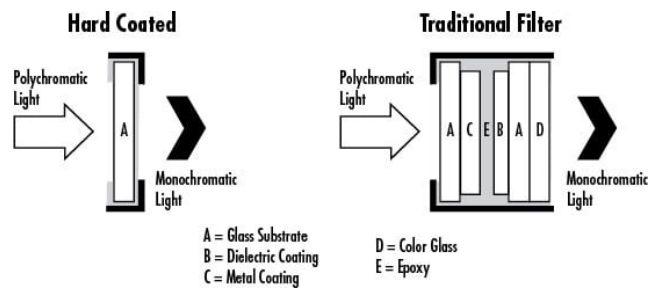 Hard Coated
Traditional Filter
Polychromatic
Light
A
Monochromatic
Light
Polychromatic
Light
A C E B A D
Monochromatic
Light
A = Glass Substrate
B = Dielectric Coating
C = Metal Coating
D = Color Glass
E = Epoxy